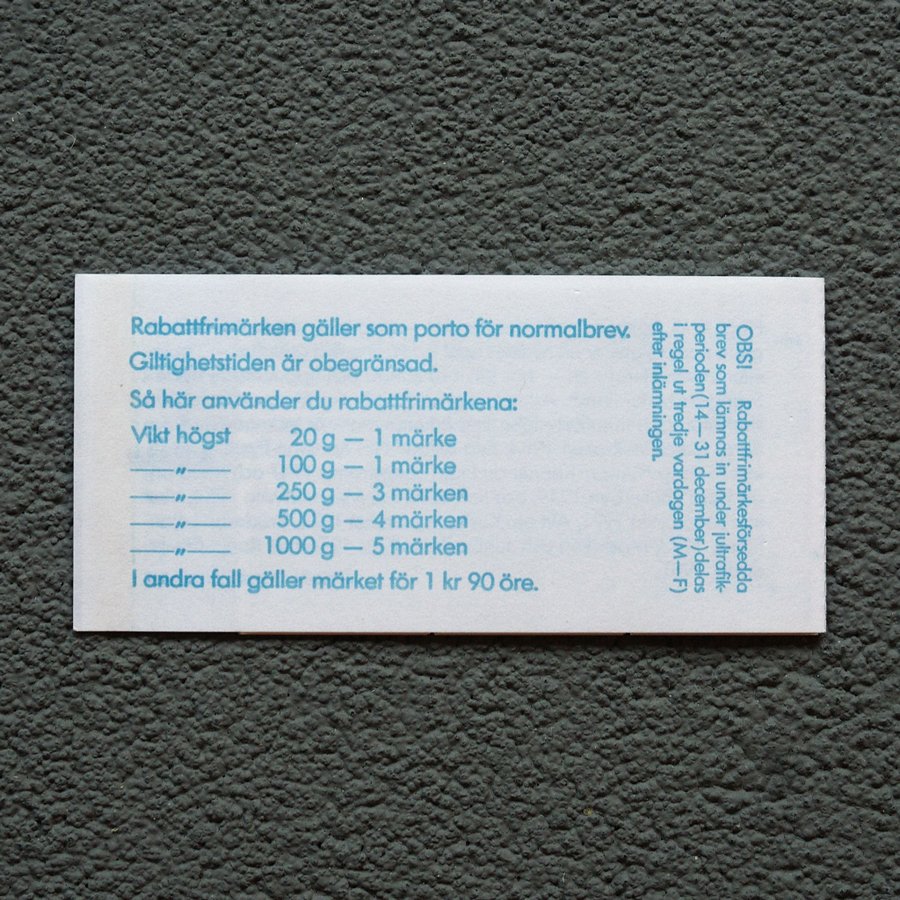 Rabattfrimärken gäller som porto för normalbrev.
Giltighetstiden är obegränsad.
Så här använder du rabattfrimärkena:
Vikt högst 20 g — 1 märke
—„— 100 g — 1 märke
—„— 250 g — 3 märken
—„— 500 g — 4 märken
—„— 1000 g — 5 märken
I andra fall gäller märket för 1 kr 90 öre.
OBS! Rabattfrimärkesförsedda
brev som lämnas in under jultrafik-
perioden(14— 31 december)delas
i regel ut tredje vardagen (M—F)
efter inlämningen.